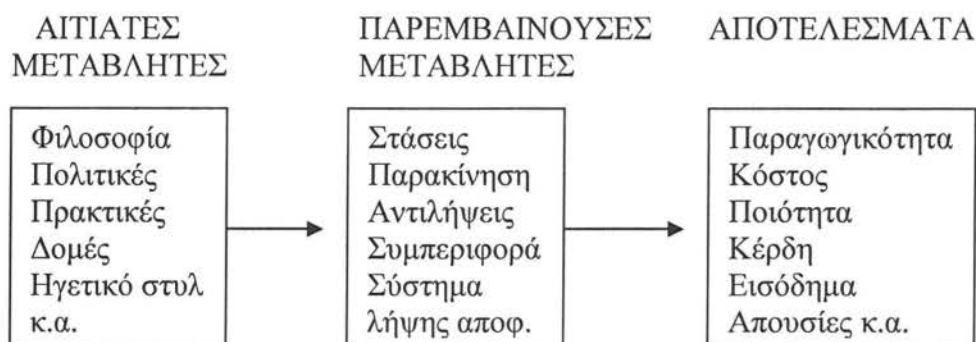 ΑΙΤΙΑΤΕΣ
ΜΕΤΑΒΛΗΤΕΣ
Φιλοσοφία
Πολιτικές
Πρακτικές
Δομές
Ηγετικό στυλ
κ.α.
ΠΑΡΕΜΒΑΙΝΟΥΣΕΣ
ΜΕΤΑΒΛΗΤΕΣ
Στάσεις
Παρακίνηση
Αντιλήψεις
Συμπεριφορά
Σύστημα
λήψης αποφ.
ΑΠΟΤΕΛΕΣΜΑΤΑ
Παραγωγικότητα
Κόστος
Ποιότητα
Κέρδη
Εισόδημα
Απουσίες κ.α.